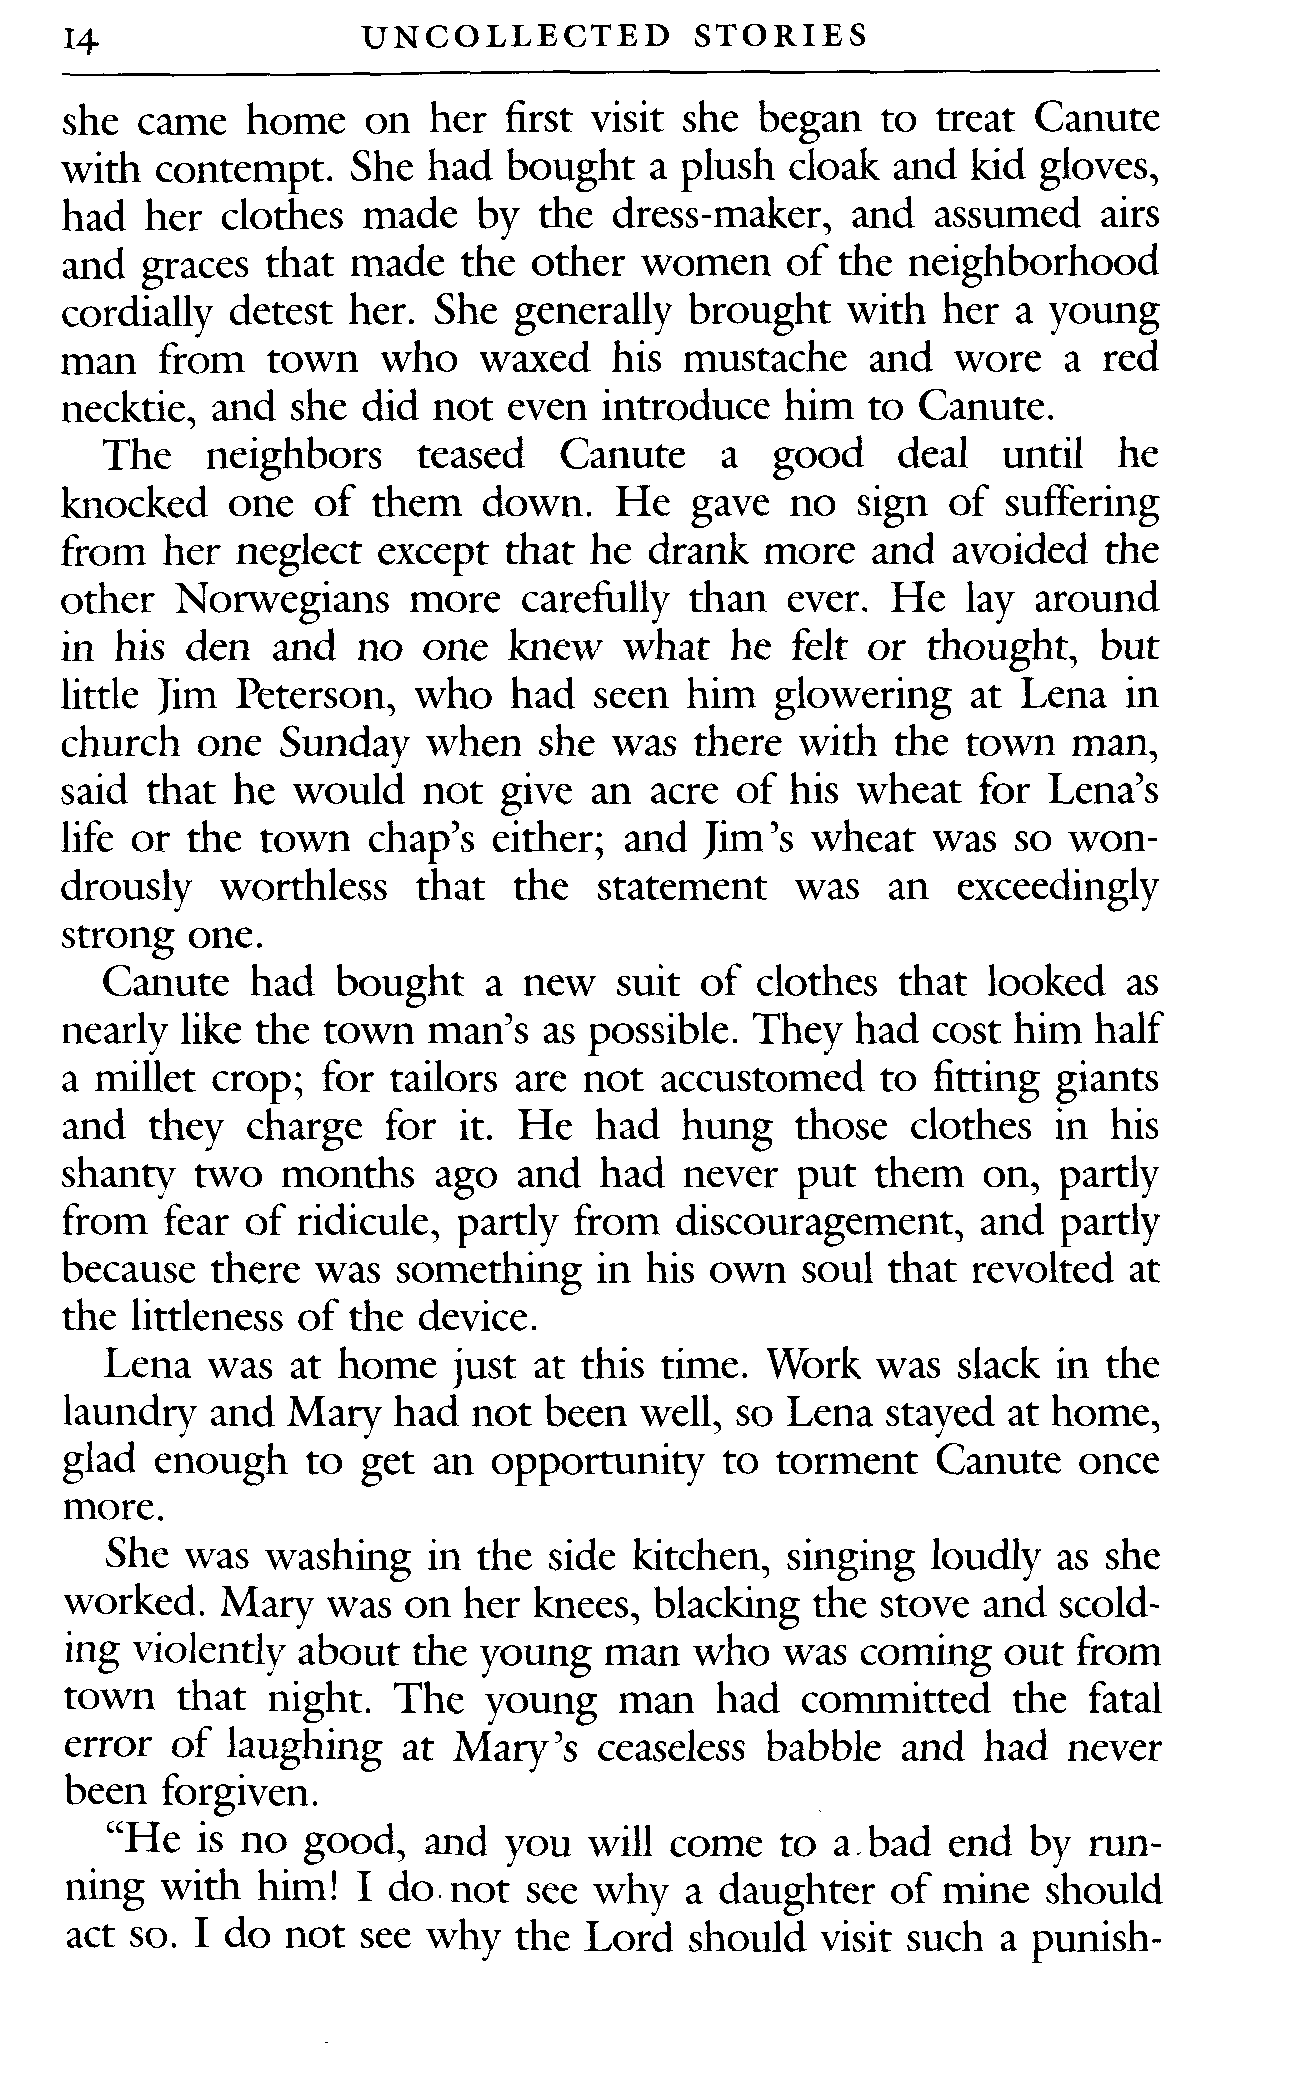 14 UNCOLLECTED STORIES
she came home on her first visit she began to treat Canute
with contempt. She had bought a plush cloak and kid gloves,
had her clothes made by the dress-maker, and assumed airs
and graces that made the other women of the neighborhood
cordially detest her. She generally brought with her a young
man from town who waxed his mustache and wore a red
necktie, and she did not even introduce him to Canute.
The neighbors teased Canute a good deal until he
knocked one of them down. He gave no sign of suffering
from her neglect except that he drank more and avoided the
other Norwegians more carefully than ever. He lay around
in his den and no one knew what he felt or thought, but
little Jim Peterson, who had seen him glowering at Lena in
church one Sunday when she was there with the town man,
said that he would not give an acre of his wheat for Lena's
life or the town chap's either; and Jim's wheat was so won-
drously worthless that the statement was an exceedingly
strong one.
Canute had bought a new suit of clothes that looked as
nearly like the town man's as possible. They had cost him half
a millet crop; for tailors are not accustomed to fitting giants
and they charge for it. He had hung those clothes in his
shanty two months ago and had never put them on, partly
from fear of ridicule, partly from discouragement, and partly
because there was something in his own soul that revolted at
the littleness of the device.
Lena was at home just at this time. Work was slack in the
laundry and Mary had not been well, so Lena stayed at home,
glad enough to get an opportunity to torment Canute once
more.
She was washing in the side kitchen, singing loudly as she
worked. Mary was on her knees, blacking the stove and scold-
ing violently about the young man who was coming out from
town that night. The young man had committed the fatal
error of laughing at Mary's ceaseless babble and had never
been forgiven.
"He is no good, and you will come to a bad end by run-
ning with him! I do not see why a daughter of mine should
act so. I do not see why the Lord should visit such a punish-